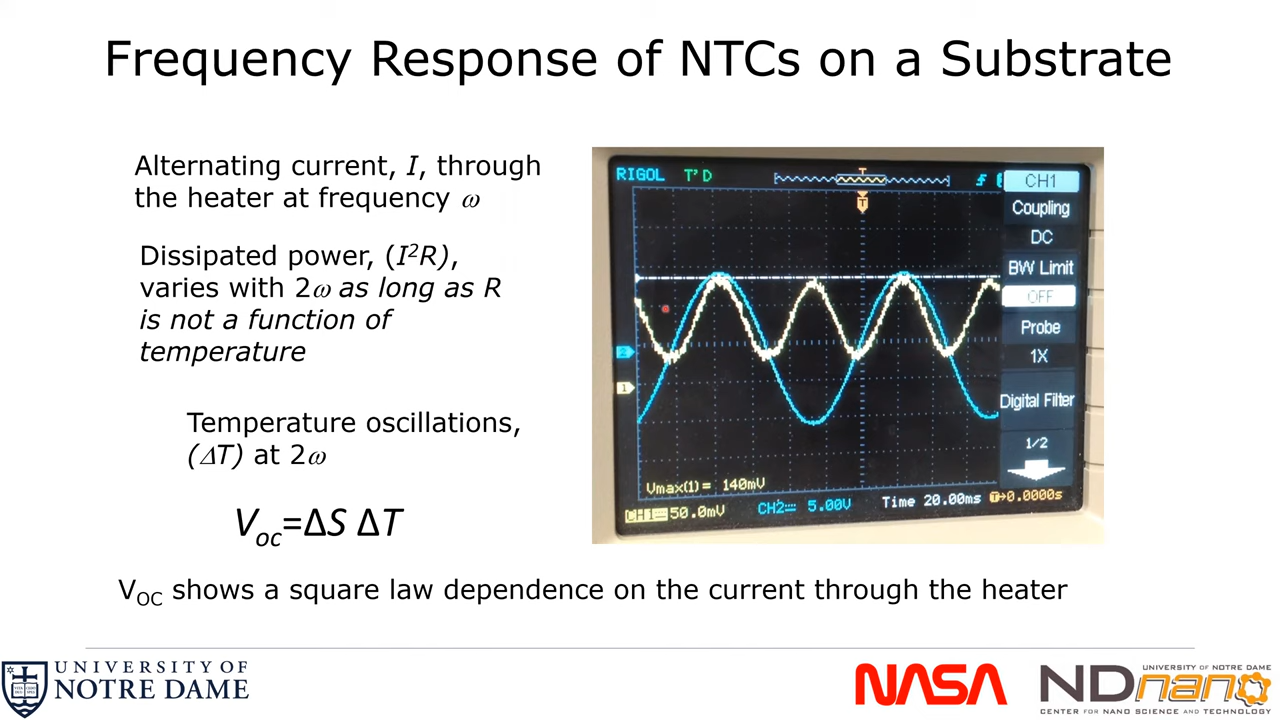 Frequency Response of NTCs on a Substrate
Alternating current, I, through
the heater at frequency ω
Dissipated power, (I²R),
varies with 2ω as long as R
is not a function of
temperature
Temperature oscillations,
(ΔT) at 2ω
Voc=ΔS ΔT
VOC shows a square law dependence on the current through the heater
RIGOL T'D
T
T
CH1
Coupling
DC
BW Limit
OFF
Probe
1X
Digital Filter
1/2
2
1
Vmax(1)= 140mV
CH1 50.0mV CH2 5.00V Time 20.00ms T→0.0000s
UNIVERSITY OF
NOTRE DAME
NASA
UNIVERSITY OF NOTRE DAME
NDnano
CENTER FOR NANO SCIENCE AND TECHNOLOGY